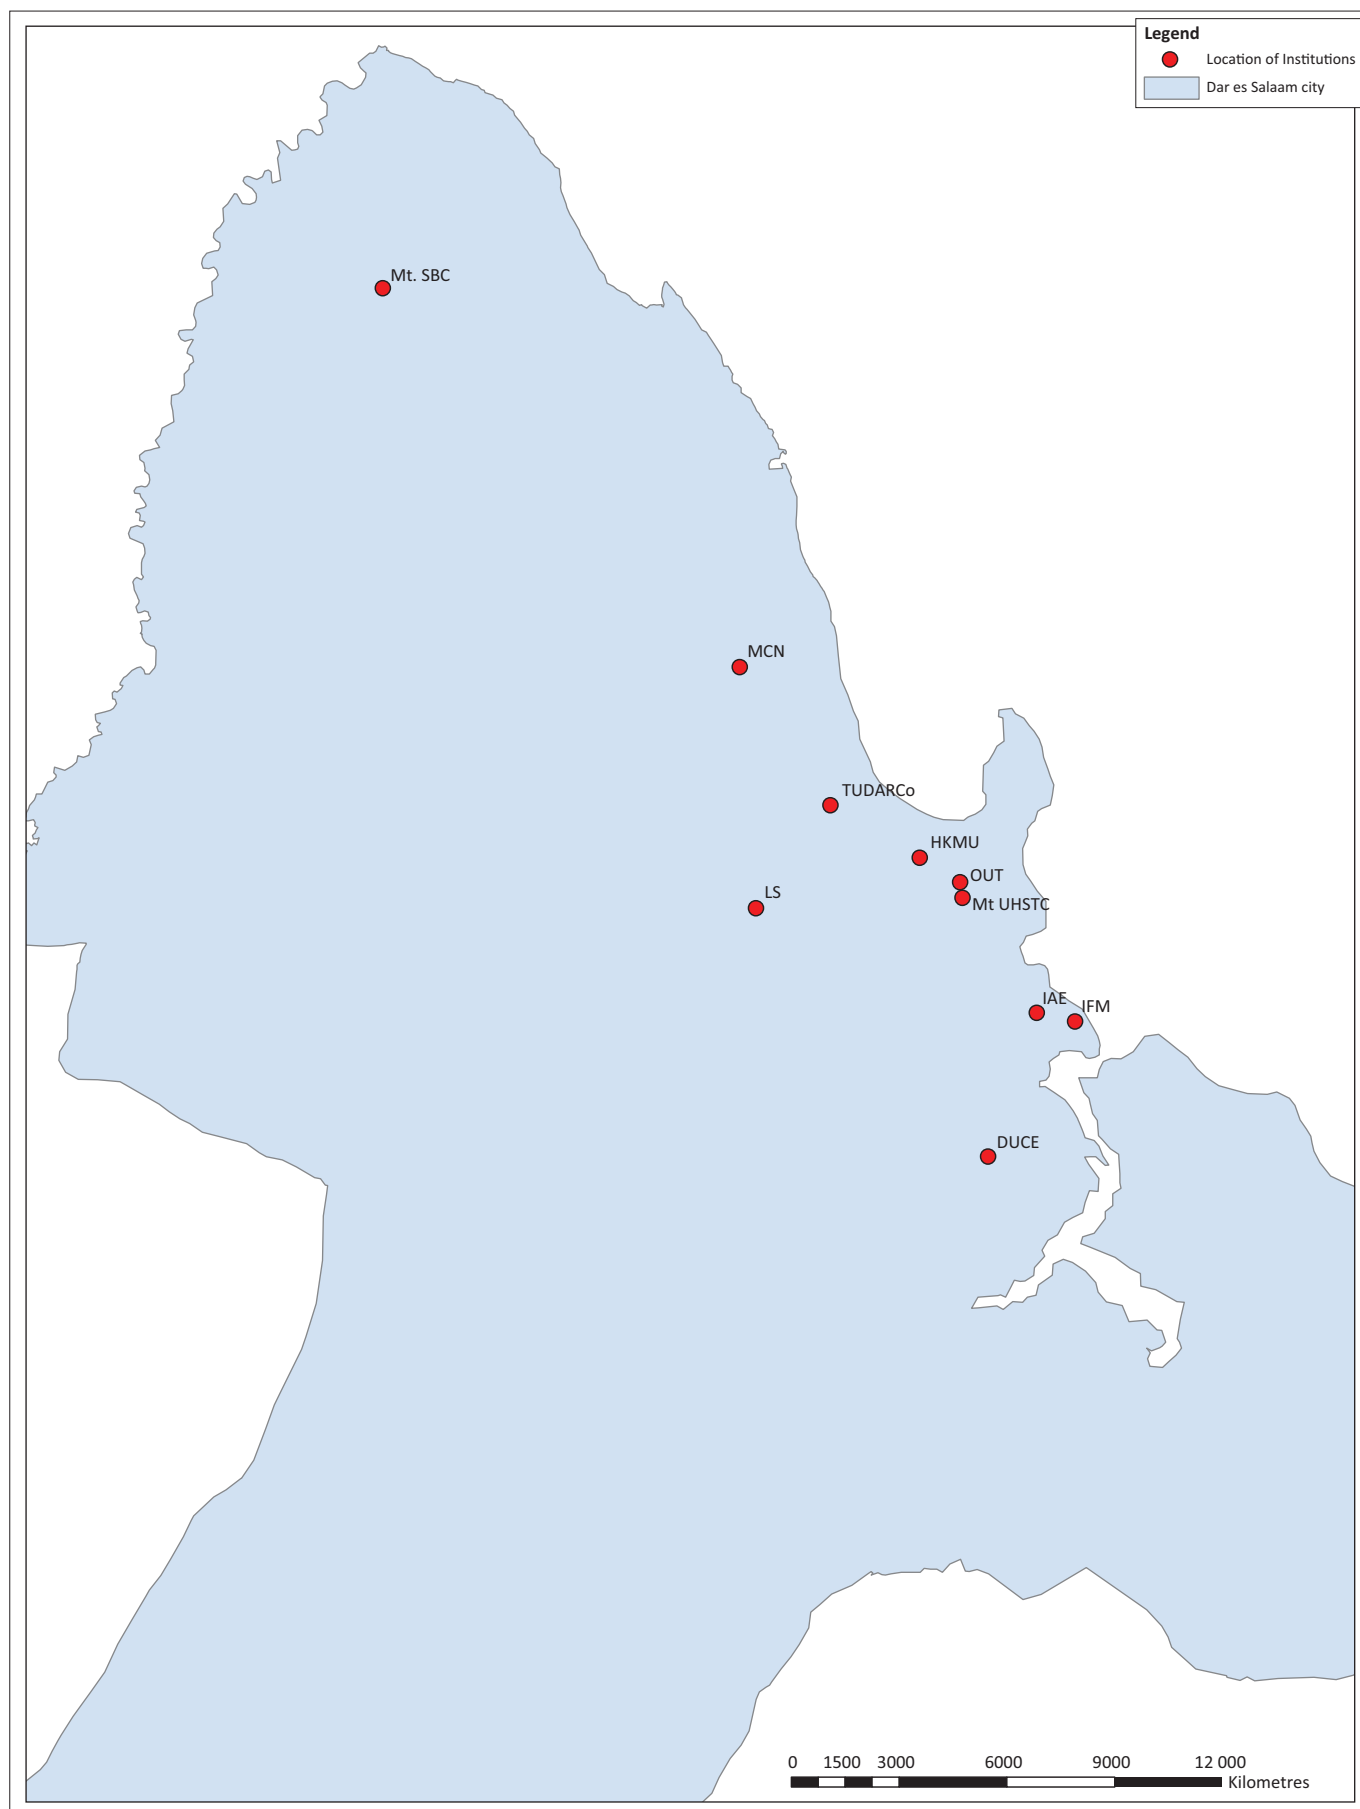 Legend
Location of Institutions
Dar es Salaam city
Mt. SBC
MCN
TUDARCo
HKMU
OUT
LS
Mt UHSTC
IAE
IFM
DUCE
0 1500 3000 6000 9000 12 000
Kilometres